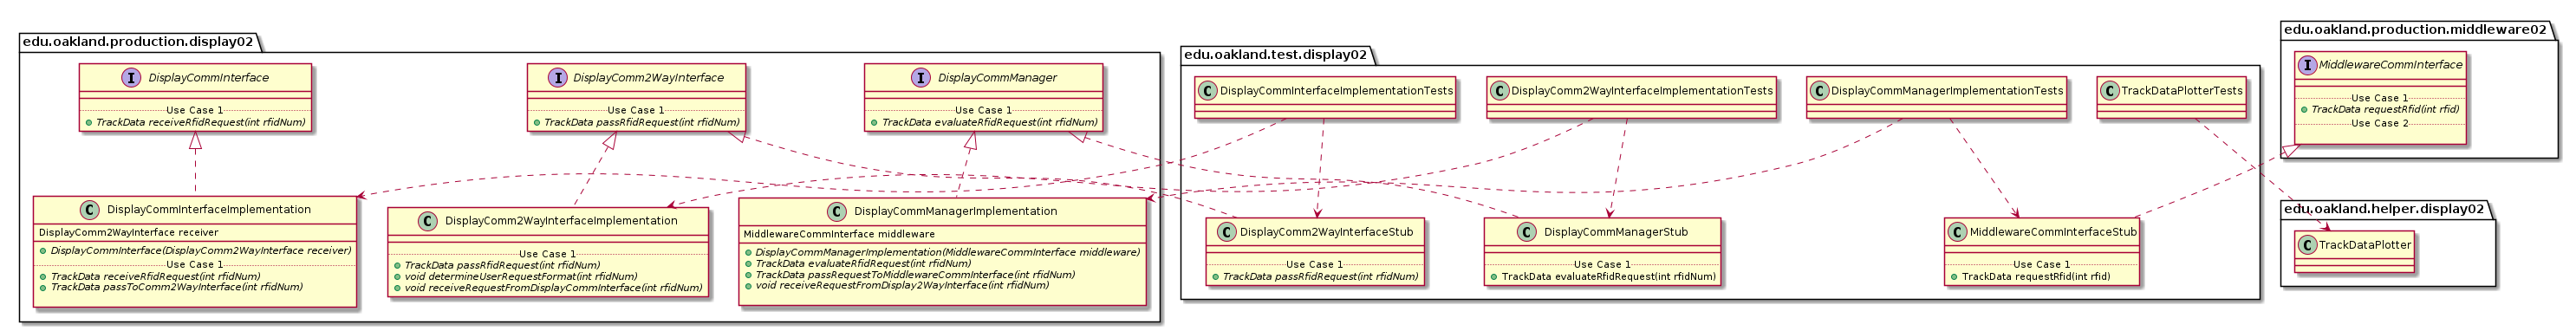 edu.oakland.production.display02
I DisplayCommInterface
Use Case 1
TrackData receiveRfidRequest(int rfidNum)
I DisplayComm2WayInterface
Use Case 1
TrackData passRfidRequest(int rfidNum)
I DisplayCommManager
Use Case 1
TrackData evaluateRfidRequest(int rfidNum)
C DisplayCommInterfaceImplementation
DisplayComm2WayInterface receiver
DisplayCommInterface(DisplayComm2WayInterface receiver)
Use Case 1
TrackData receiveRfidRequest(int rfidNum)
TrackData passToComm2WayInterface(int rfidNum)
C DisplayComm2WayInterfaceImplementation
Use Case 1
TrackData passRfidRequest(int rfidNum)
void determineUserRequestFormat(int rfidNum)
void receiveRequestFromDisplayCommInterface(int rfidNum)
C DisplayCommManagerImplementation
MiddlewareCommInterface middleware
DisplayCommManagerImplementation(MiddlewareCommInterface middleware)
TrackData evaluateRfidRequest(int rfidNum)
TrackData passRequestToMiddlewareCommInterface(int rfidNum)
void receiveRequestFromDisplay2WayInterface(int rfidNum)
edu.oakland.test.display02
C DisplayCommInterfaceImplementationTests
C DisplayComm2WayInterfaceImplementationTests
C DisplayCommManagerImplementationTests
C TrackDataPlotterTests
C DisplayComm2WayInterfaceStub
Use Case 1
TrackData passRfidRequest(int rfidNum)
C DisplayCommManagerStub
Use Case 1
TrackData evaluateRfidRequest(int rfidNum)
C MiddlewareCommInterfaceStub
Use Case 1
TrackData requestRfid(int rfid)
edu.oakland.production.middleware02
I MiddlewareCommInterface
Use Case 1
TrackData requestRfid(int rfid)
Use Case 2
edu.oakland.helper.display02
C TrackDataPlotter